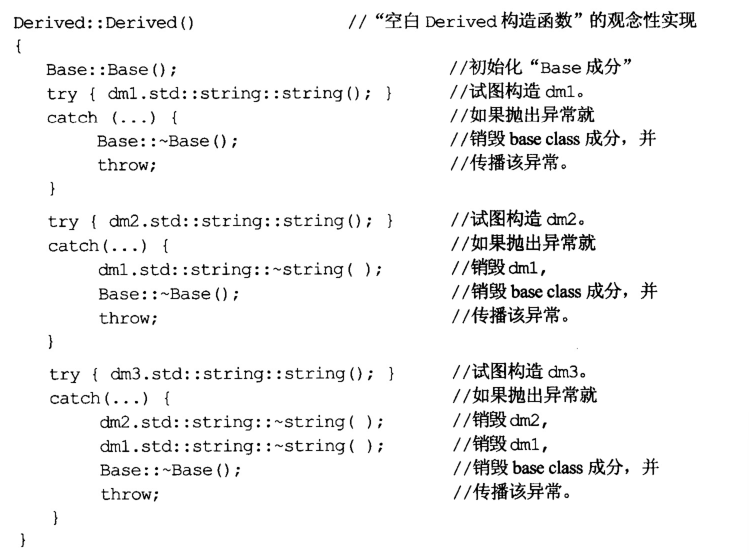 Derived::Derived() //“空白 Derived 构造函数”的观念性实现
{
Base::Base(); //初始化“Base 成分”
try { dm1.std::string::string(); } //试图构造 dm1。
catch (...) { //如果抛出异常就
Base::~Base(); //销毁 base class 成分，并
throw; //传播该异常。
}
try { dm2.std::string::string(); } //试图构造 dm2。
catch(...) { //如果抛出异常就
dm1.std::string::~string( ); //销毁 dm1,
Base::~Base(); //销毁 base class 成分，并
throw; //传播该异常。
}
try { dm3.std::string::string(); } //试图构造 dm3。
catch(...) { //如果抛出异常就
dm2.std::string::~string( ); //销毁 dm2,
dm1.std::string::~string( ); //销毁 dm1,
Base::~Base(); //销毁 base class 成分，并
throw; //传播该异常。
}
}